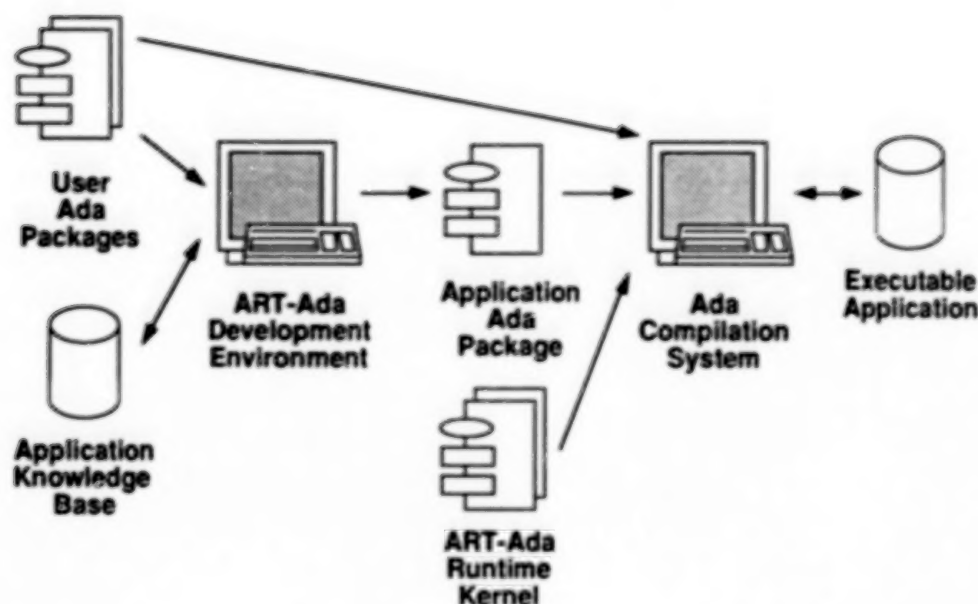 User
Ada
Packages
ART-Ada
Development
Environment
Application
Ada
Package
Ada
Compilation
System
Executable
Application
Application
Knowledge
Base
ART-Ada
Runtime
Kernel